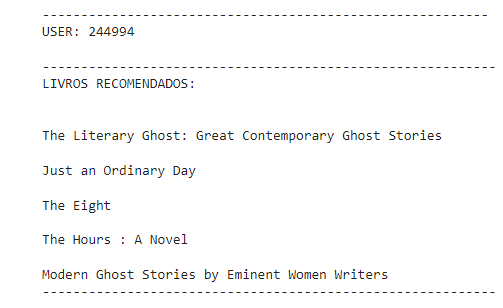 ---------------------------------------------------------
USER: 244994
----------------------------------------------------------
LIVROS RECOMENDADOS:
The Literary Ghost: Great Contemporary Ghost Stories
Just an Ordinary Day
The Eight
The Hours : A Novel
Modern Ghost Stories by Eminent Women Writers
----------------------------------------------------------